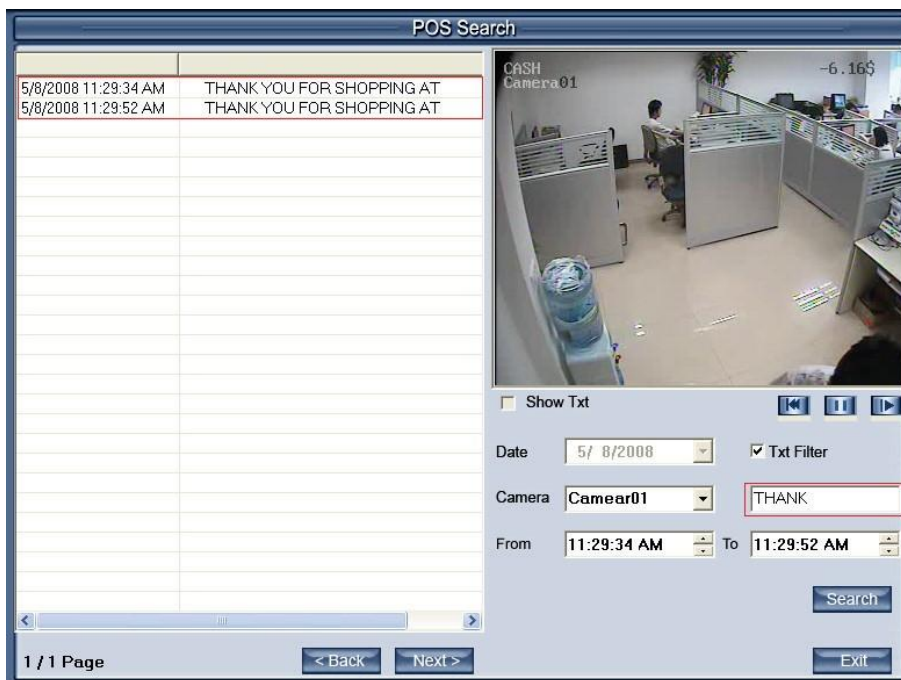 POS Search
5/8/2008 11:29:34 AM THANK YOU FOR SHOPPING AT
5/8/2008 11:29:52 AM THANK YOU FOR SHOPPING AT
CASH -6.16$
Camera01
Show Txt
Date 5/ 8/2008 Txt Filter
Camera Camear01 THANK
From 11:29:34 AM To 11:29:52 AM
Search
1 / 1 Page < Back Next > Exit